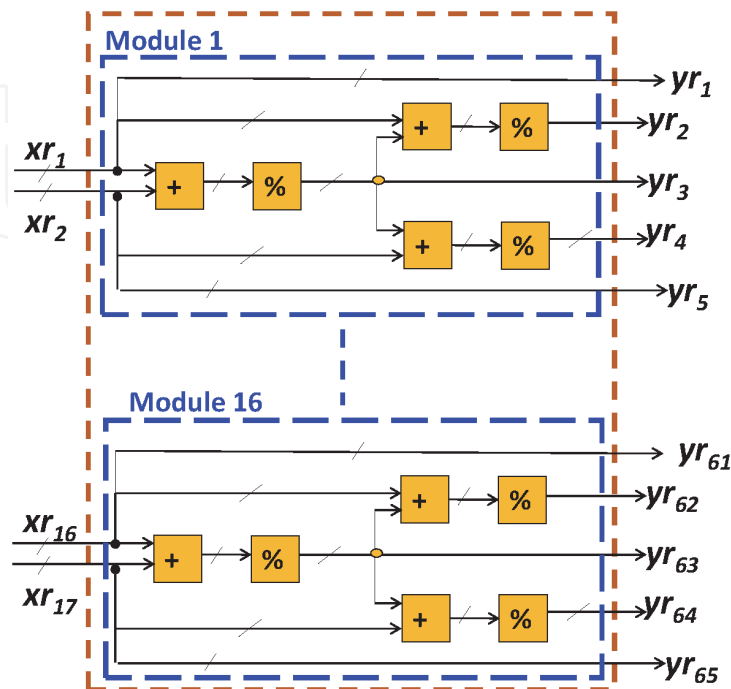 Module 1
yr1
+
%
yr2
xr1
+
%
yr3
xr2
+
%
yr4
yr5
Module 16
yr61
+
%
yr62
xr16
+
%
yr63
xr17
+
%
yr64
yr65